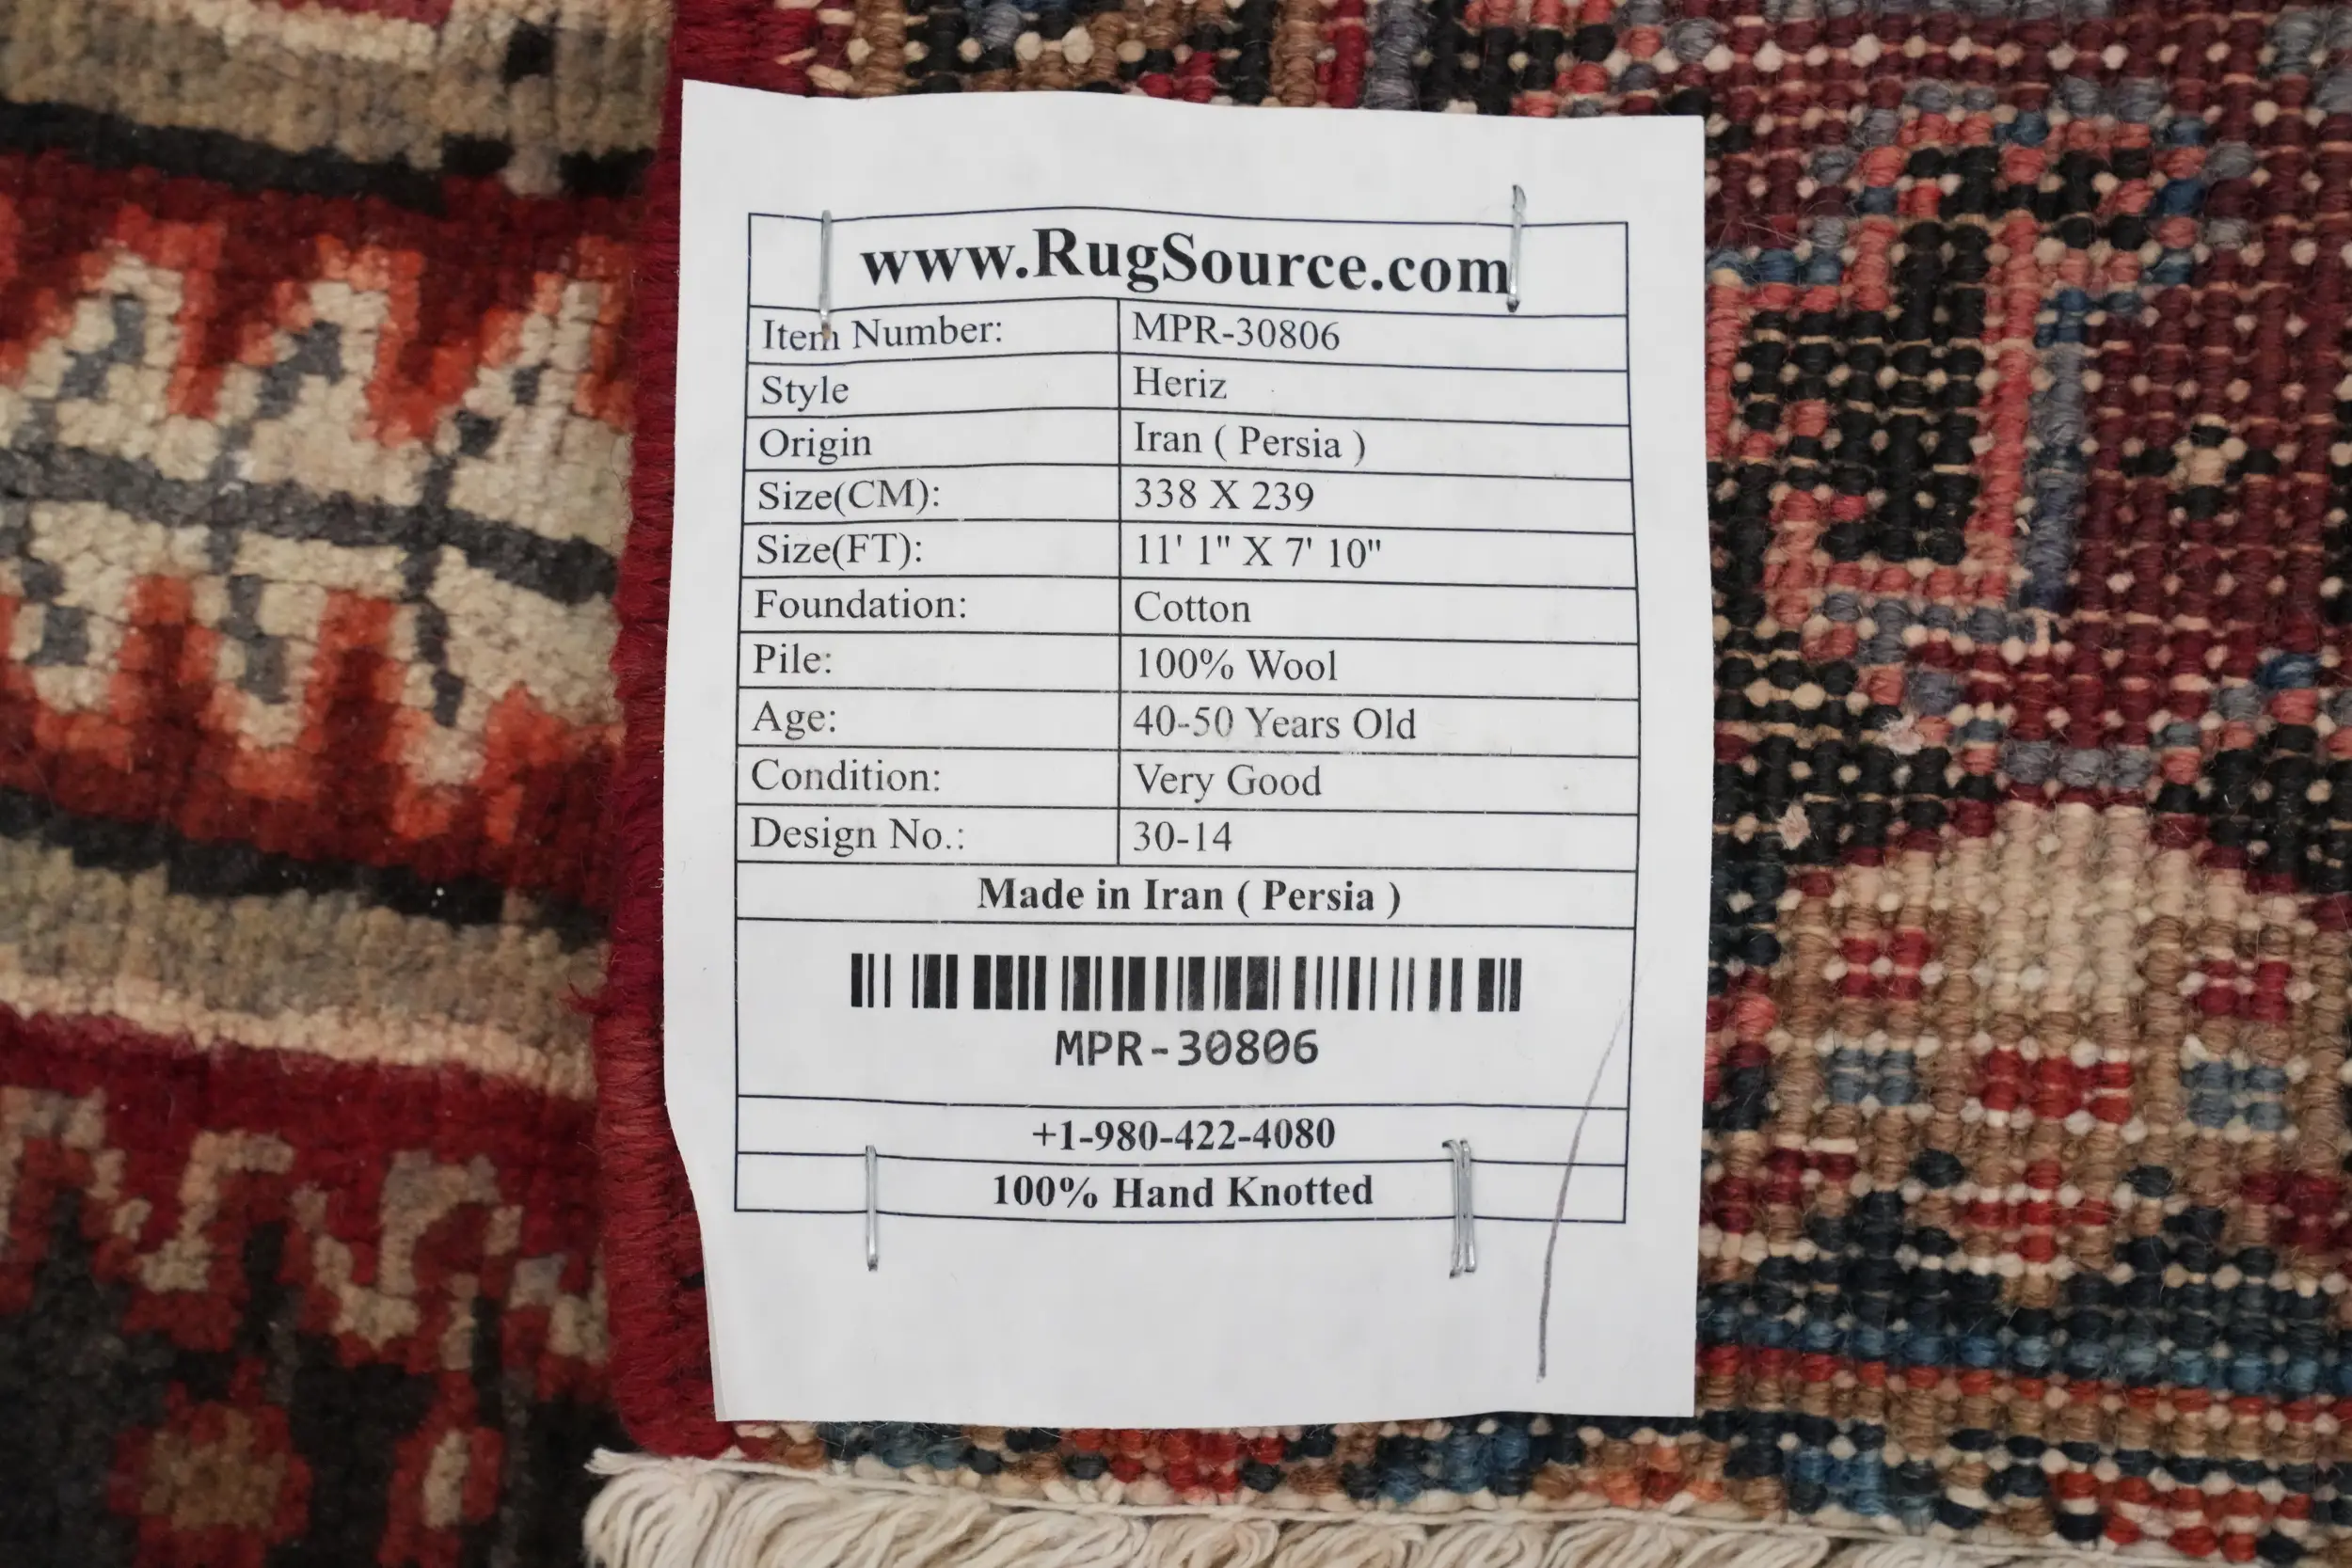 www.RugSource.com
Item Number: MPR-30806
Style Heriz
Origin Iran ( Persia )
Size(CM): 338 X 239
Size(FT): 11' 1" X 7' 10"
Foundation: Cotton
Pile: 100% Wool
Age: 40-50 Years Old
Condition: Very Good
Design No.: 30-14
Made in Iran ( Persia )
MPR-30806
+1-980-422-4080
100% Hand Knotted